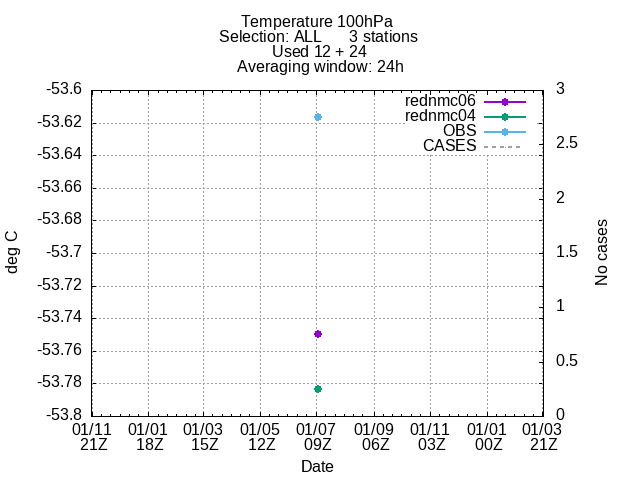 Temperature 100hPa
Selection: ALL      3 stations
Used 12 + 24
Averaging window: 24h
rednmc06
rednmc04
OBS
CASES
-53.6
-53.62
-53.64
-53.66
-53.68
-53.7
-53.72
-53.74
-53.76
-53.78
-53.8
deg C
3
2.5
2
1.5
1
0.5
0
No cases
01/11 01/01 01/03 01/05 01/07 01/09 01/11 01/01 01/03
21Z 18Z 15Z 12Z 09Z 06Z 03Z 00Z 21Z
Date